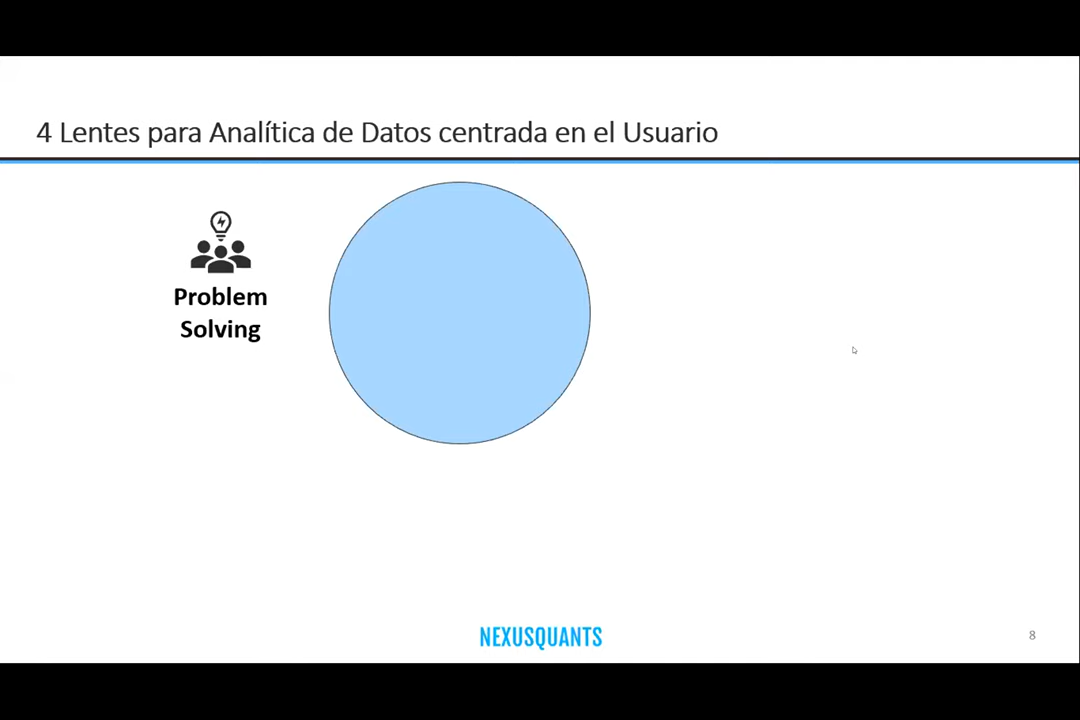 4 Lentes para Analítica de Datos centrada en el Usuario
Problem
Solving
NEXUSQUANTS
8